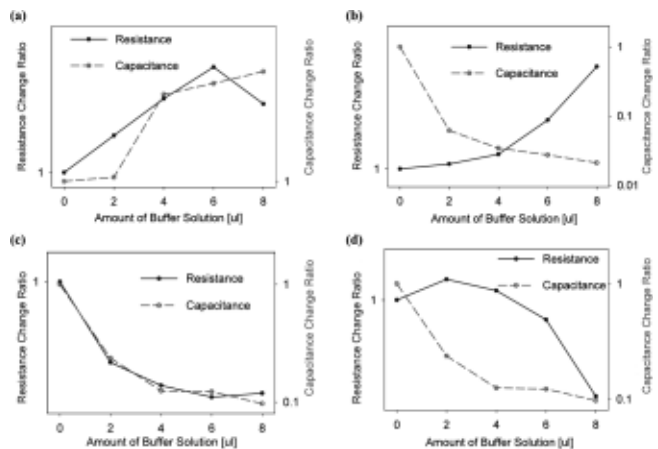 (a)
Resistance
Capacitance
Resistance Change Ratio
1
Capacitance Change Ratio
1
0 2 4 6 8
Amount of Buffer Solution [ul]
(b)
Resistance
Capacitance
Resistance Change Ratio
1
Capacitance Change Ratio
1
0.1
0.01
0 2 4 6 8
Amount of Buffer Solution [ul]
(c)
Resistance
Capacitance
Resistance Change Ratio
1
Capacitance Change Ratio
1
0.1
0 2 4 6 8
Amount of Buffer Solution [ul]
(d)
Resistance
Capacitance
Resistance Change Ratio
1
Capacitance Change Ratio
1
0.1
0 2 4 6 8
Amount of Buffer Solution [ul]